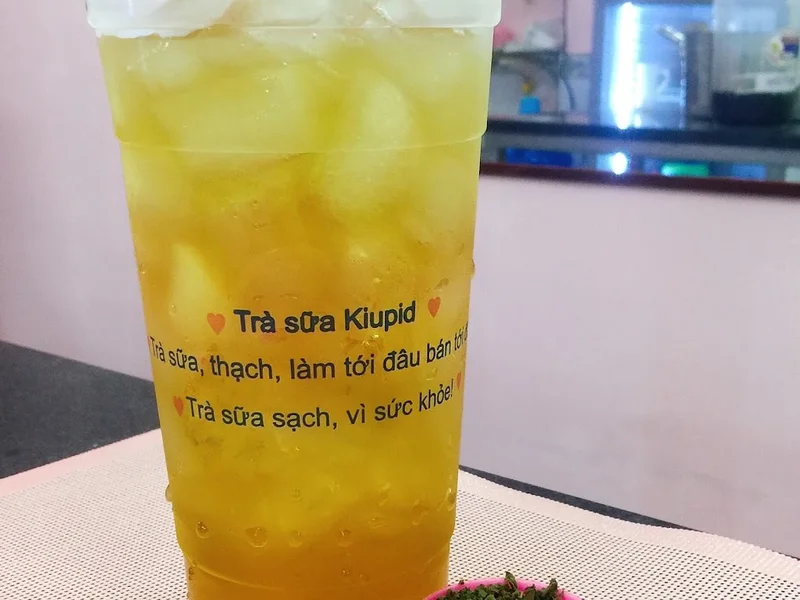 Trà sữa Kiupid
Trà sữa, thạch, làm tới đâu bán tới
Trà sữa sạch, vì sức khỏe!